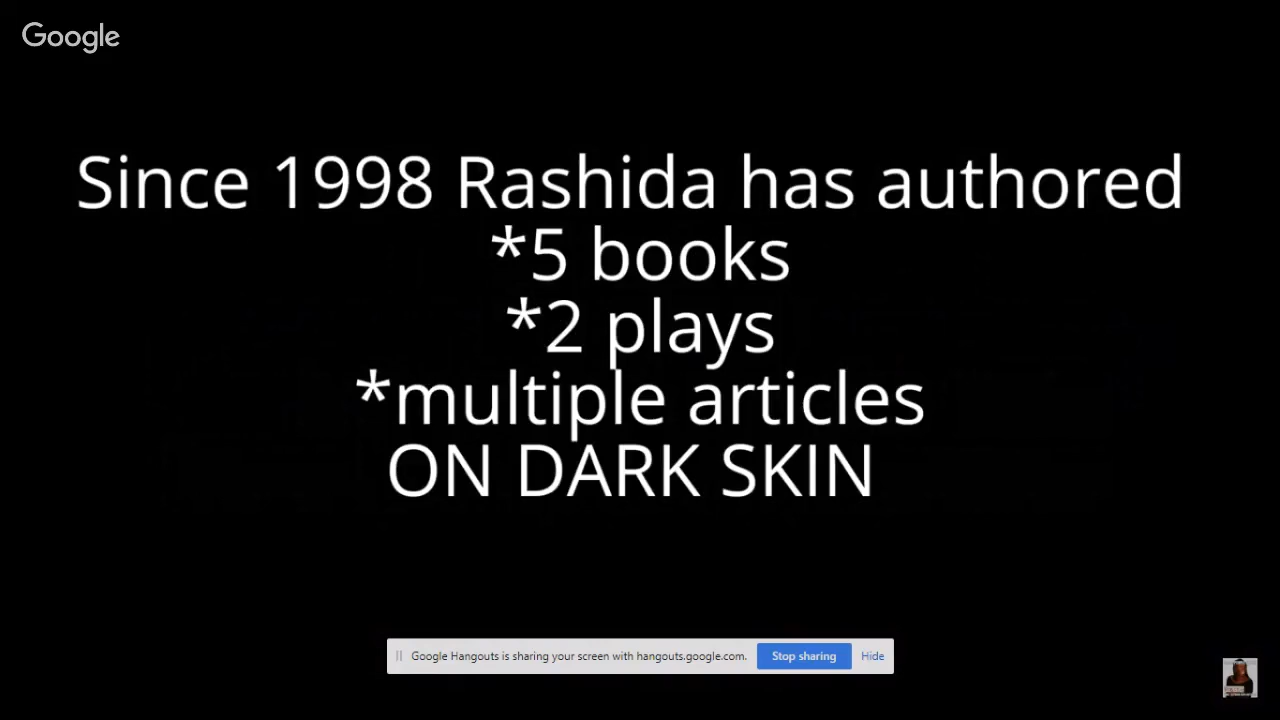 Google
Since 1998 Rashida has authored
*5 books
*2 plays
*multiple articles
ON DARK SKIN
Google Hangouts is sharing your screen with hangouts.google.com. Stop sharing Hide